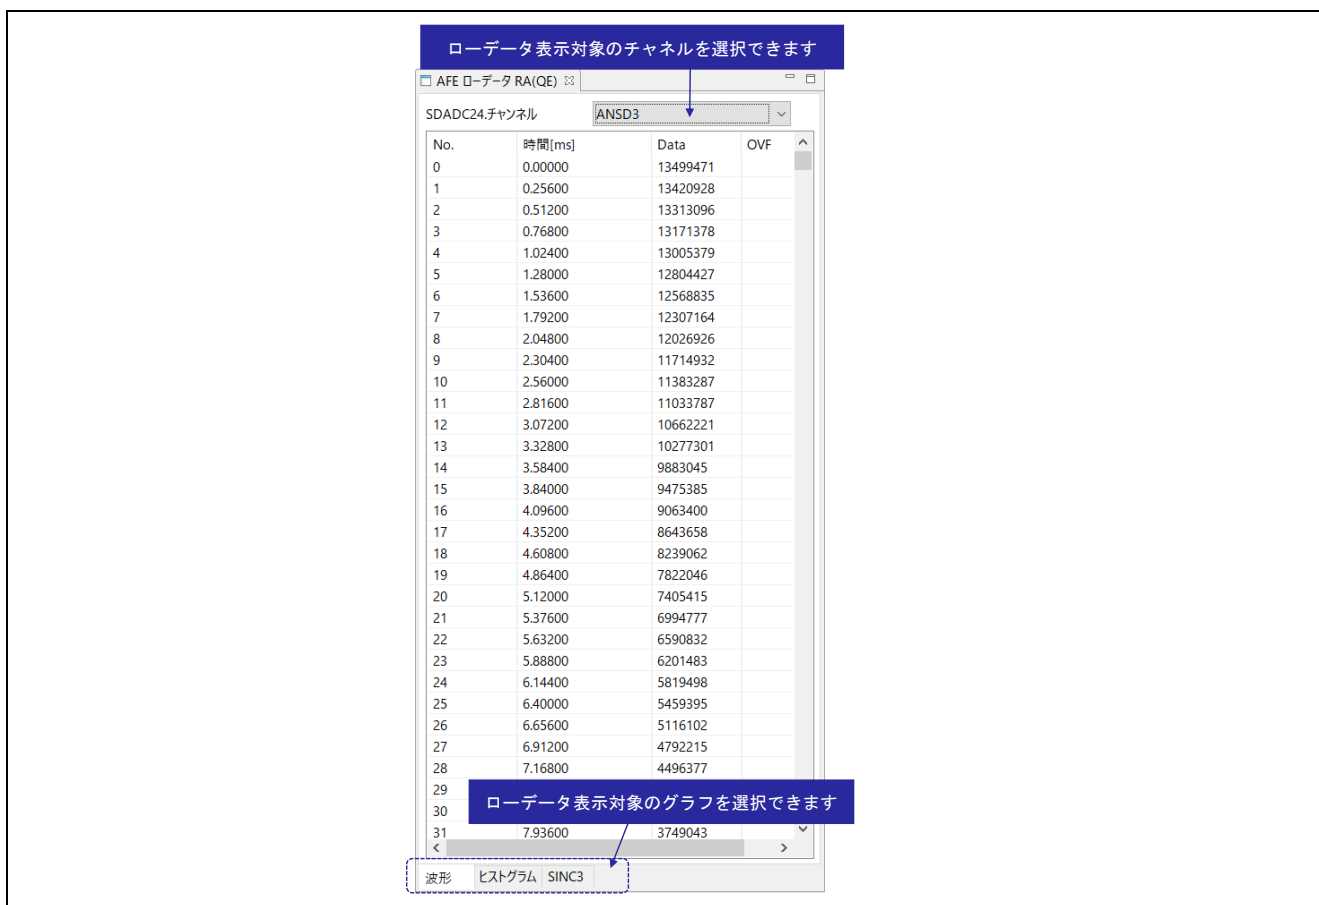 ローデータ表示対象のチャネルを選択できます
AFE ローデータ RA(QE)
SDADC24.チャンネル ANSD3
No. 時間[ms] Data OVF
0 0.00000 13499471
1 0.25600 13420928
2 0.51200 13313096
3 0.76800 13171378
4 1.02400 13005379
5 1.28000 12804427
6 1.53600 12568835
7 1.79200 12307164
8 2.04800 12026926
9 2.30400 11714932
10 2.56000 11383287
11 2.81600 11033787
12 3.07200 10662221
13 3.32800 10277301
14 3.58400 9883045
15 3.84000 9475385
16 4.09600 9063400
17 4.35200 8643658
18 4.60800 8239062
19 4.86400 7822046
20 5.12000 7405415
21 5.37600 6994777
22 5.63200 6590832
23 5.88800 6201483
24 6.14400 5819498
25 6.40000 5459395
26 6.65600 5116102
27 6.91200 4792215
28 7.16800 4496377
29
ローデータ表示対象のグラフを選択できます
30
31 7.93600 3749043
波形 ヒストグラム SINC3